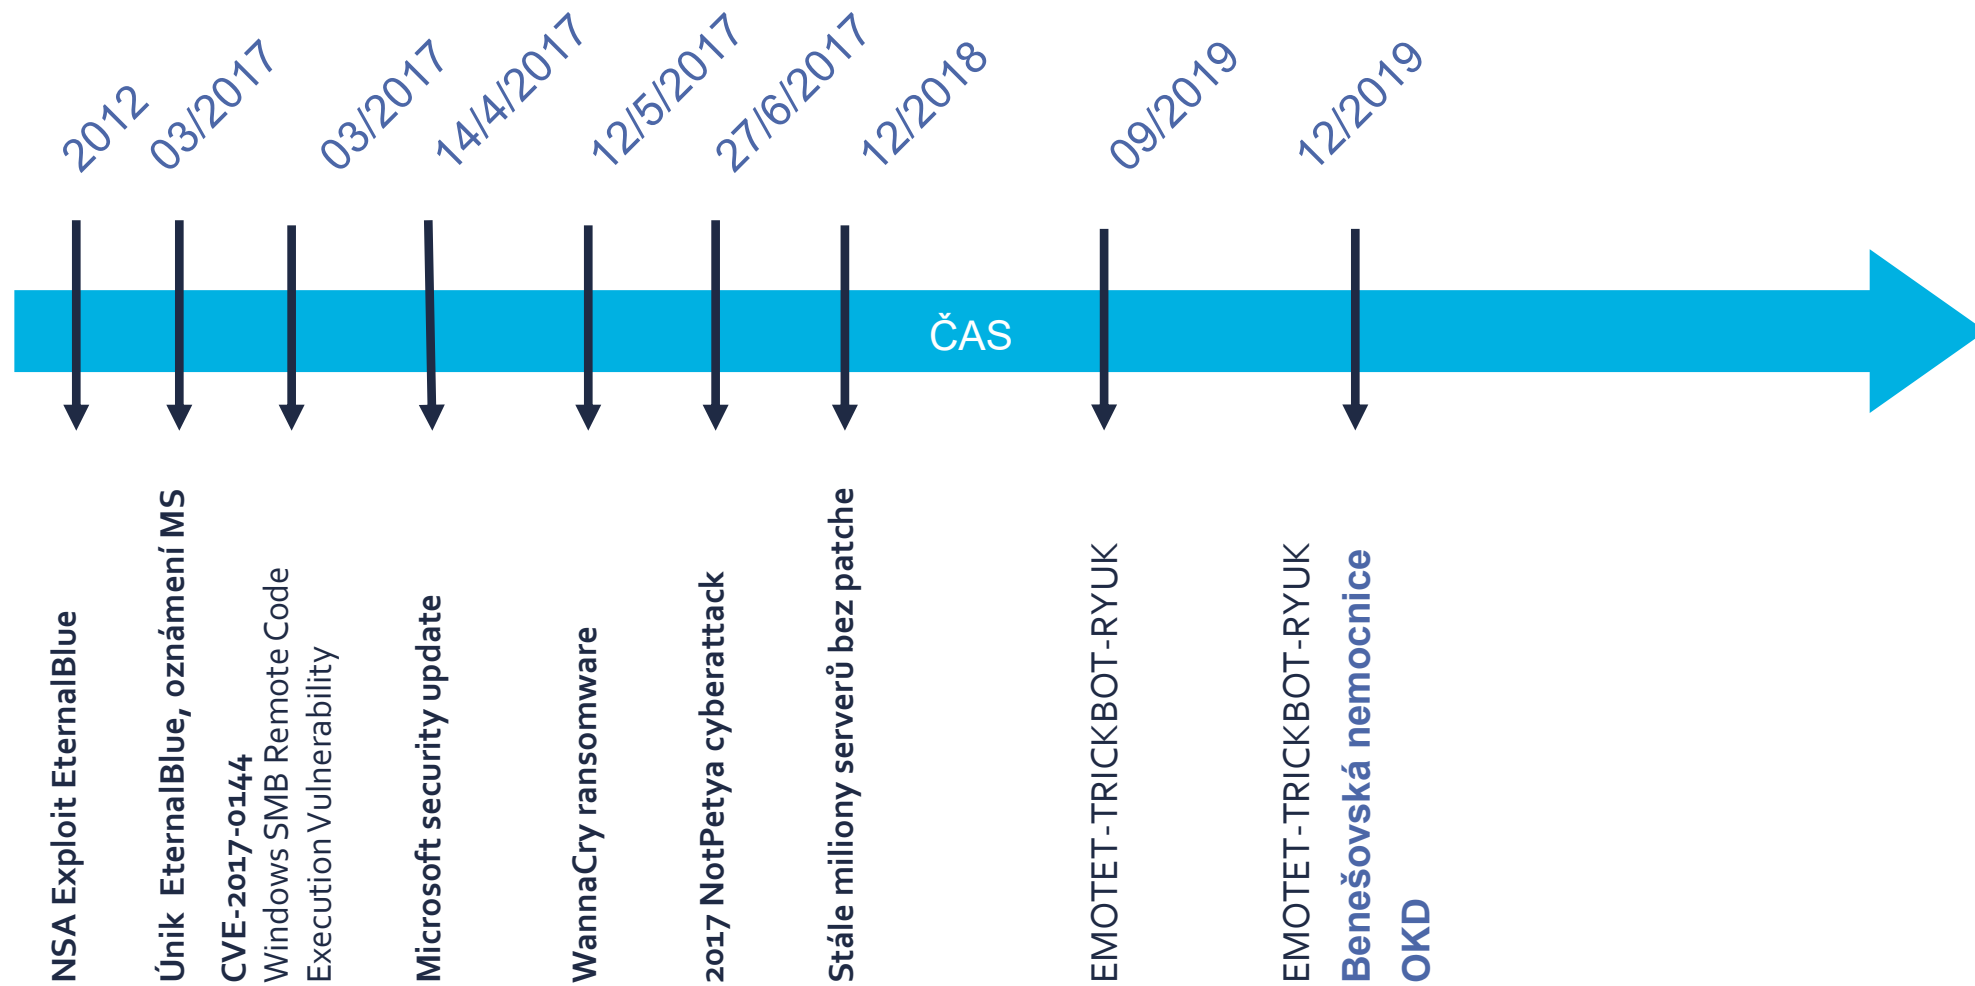 2012
03/2017
03/2017
14/4/2017
12/5/2017
27/6/2017
12/2018
09/2019
12/2019
ČAS
NSA Exploit EternalBlue
Únik EternalBlue, oznámení MS
CVE-2017-0144
Windows SMB Remote Code
Execution Vulnerability
Microsoft security update
WannaCry ransomware
2017 NotPetya cyberattack
Stále miliony serverů bez patche
EMOTET-TRICKBOT-RYUK
EMOTET-TRICKBOT-RYUK
Benešovská nemocnice
OKD